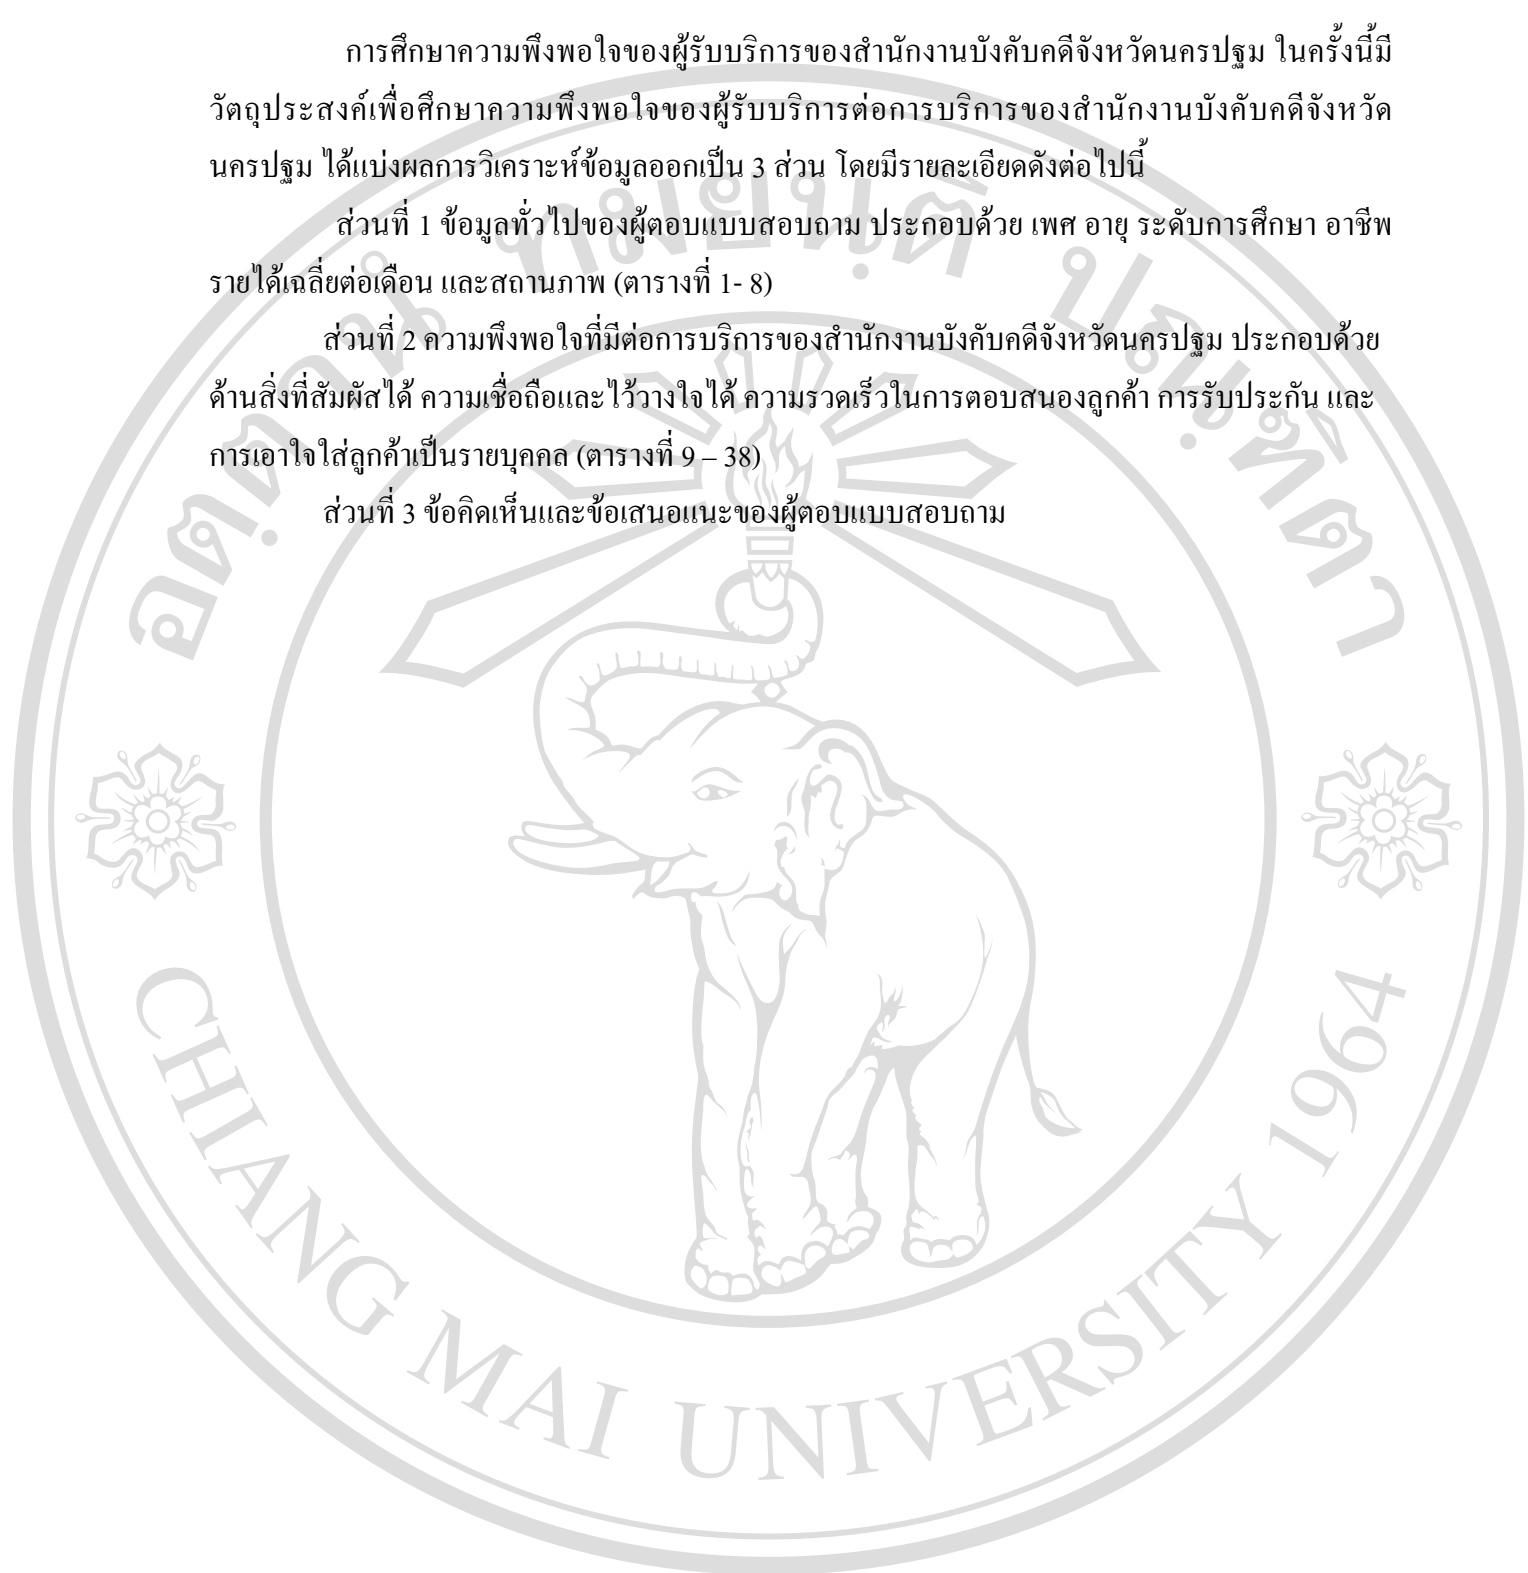 การศึกษาความพึงพอใจของผู้รับบริการของสำนักงานบังคับคดีจังหวัดนครปฐม ในครั้งนี้มี
วัตถุประสงค์เพื่อศึกษาความพึงพอใจของผู้รับบริการต่อการบริการของสำนักงานบังคับคดีจังหวัด
นครปฐม ได้แบ่งผลการวิเคราะห์ข้อมูลออกเป็น 3 ส่วน โดยมีรายละเอียดดังต่อไปนี้
ส่วนที่ 1 ข้อมูลทั่วไปของผู้ตอบแบบสอบถาม ประกอบด้วย เพศ อายุ ระดับการศึกษา อาชีพ
รายได้เฉลี่ยต่อเดือน และสถานภาพ (ตารางที่ 1- 8)
ส่วนที่ 2 ความพึงพอใจที่มีต่อการบริการของสำนักงานบังคับคดีจังหวัดนครปฐม ประกอบด้วย
ด้านสิ่งที่สัมผัสได้ ความเชื่อถือและไว้วางใจได้ ความรวดเร็วในการตอบสนองลูกค้า การรับประกัน และ
การเอาใจใส่ลูกค้าเป็นรายบุคคล (ตารางที่ 9 – 38)
ส่วนที่ 3 ข้อคิดเห็นและข้อเสนอแนะของผู้ตอบแบบสอบถาม
อตฺตานํ ทมยนฺติ ปณฺฑิตา
CHIANG MAI UNIVERSITY 1964